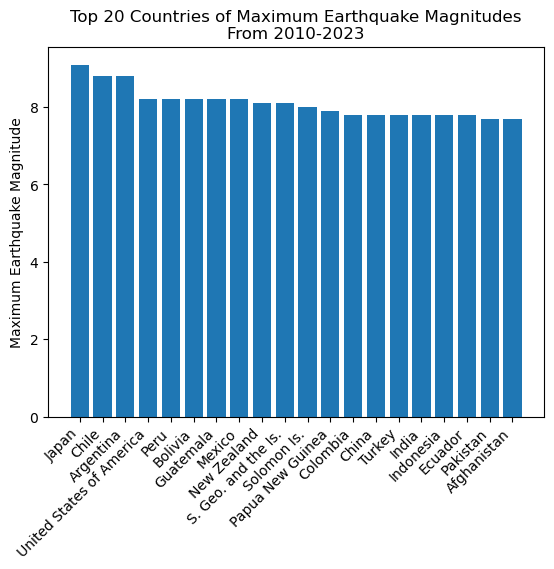 Top 20 Countries of Maximum Earthquake Magnitudes
From 2010-2023
Maximum Earthquake Magnitude
8
6
4
2
0
Japan
Chile
Argentina
United States of America
Peru
Bolivia
Guatemala
Mexico
New Zealand
S. Geo. and the Is.
Solomon Is.
Papua New Guinea
Colombia
China
Turkey
India
Indonesia
Ecuador
Pakistan
Afghanistan